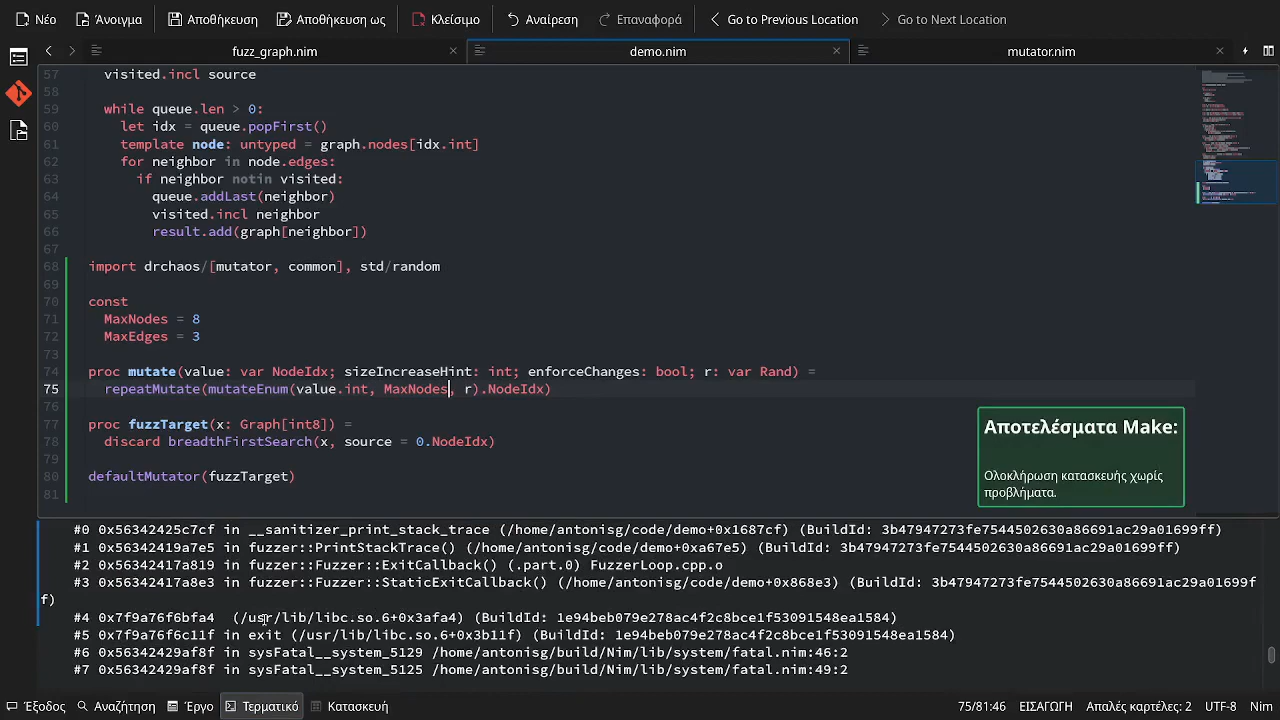 Νέο Άνοιγμα Αποθήκευση Αποθήκευση ως Κλείσιμο Αναίρεση Επαναφορά Go to Previous Location Go to Next Location
fuzz_graph.nim demo.nim mutator.nim
57 visited.incl source
58
59 while queue.len > 0:
60 let idx = queue.popFirst()
61 template node: untyped = graph.nodes[idx.int]
62 for neighbor in node.edges:
63 if neighbor notin visited:
64 queue.addLast(neighbor)
65 visited.incl neighbor
66 result.add(graph[neighbor])
67
68 import drchaos/[mutator, common], std/random
69
70 const
71 MaxNodes = 8
72 MaxEdges = 3
73
74 proc mutate(value: var NodeIdx; sizeIncreaseHint: int; enforceChanges: bool; r: var Rand) =
75 repeatMutate(mutateEnum(value.int, MaxNodes, r).NodeIdx)
76
77 proc fuzzTarget(x: Graph[int8]) =
78 discard breadthFirstSearch(x, source = 0.NodeIdx)
79
80 defaultMutator(fuzzTarget)
81
Αποτελέσματα Make:
Ολοκλήρωση κατασκευής χωρίς
προβλήματα.
#0 0x56342425c7cf in __sanitizer_print_stack_trace (/home/antonisg/code/demo+0x1687cf) (BuildId: 3b47947273fe7544502630a86691ac29a01699ff)
#1 0x56342419a7e5 in fuzzer::PrintStackTrace() (/home/antonisg/code/demo+0xa67e5) (BuildId: 3b47947273fe7544502630a86691ac29a01699ff)
#2 0x56342417a819 in fuzzer::Fuzzer::ExitCallback() (.part.0) FuzzerLoop.cpp.o
#3 0x56342417a8e3 in fuzzer::Fuzzer::StaticExitCallback() (/home/antonisg/code/demo+0x868e3) (BuildId: 3b47947273fe7544502630a86691ac29a01699f
f)
#4 0x7f9a76f6bfa4 (/usr/lib/libc.so.6+0x3afa4) (BuildId: 1e94beb079e278ac4f2c8bce1f53091548ea1584)
#5 0x7f9a76f6c11f in exit (/usr/lib/libc.so.6+0x3b11f) (BuildId: 1e94beb079e278ac4f2c8bce1f53091548ea1584)
#6 0x56342429af8f in sysFatal__system_5129 /home/antonisg/build/Nim/lib/system/fatal.nim:46:2
#7 0x56342429af8f in sysFatal__system_5125 /home/antonisg/build/Nim/lib/system/fatal.nim:49:2
Έξοδος Αναζήτηση Έργο Τερματικό Κατασκευή 75/81:46 ΕΙΣΑΓΩΓΗ Απαλές καρτέλες: 2 UTF-8 Nim